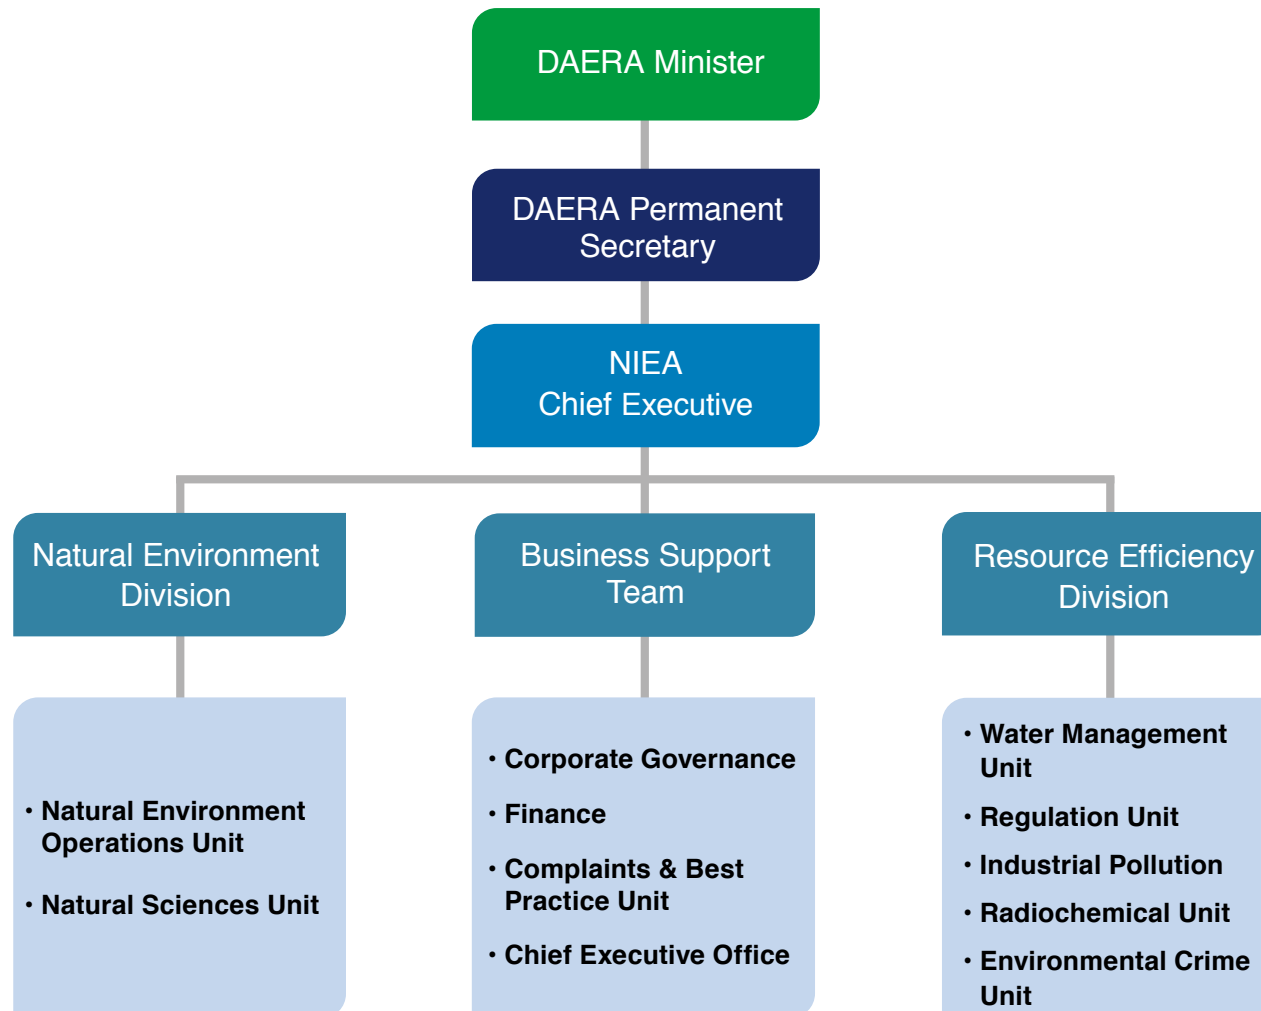 DAERA Minister
DAERA Permanent
Secretary
NIEA
Chief Executive
Natural Environment
Division
Business Support
Team
Resource Efficiency
Division
• Natural Environment
Operations Unit
• Natural Sciences Unit
• Corporate Governance
• Finance
• Complaints & Best
Practice Unit
• Chief Executive Office
• Water Management
Unit
• Regulation Unit
• Industrial Pollution
• Radiochemical Unit
• Environmental Crime
Unit